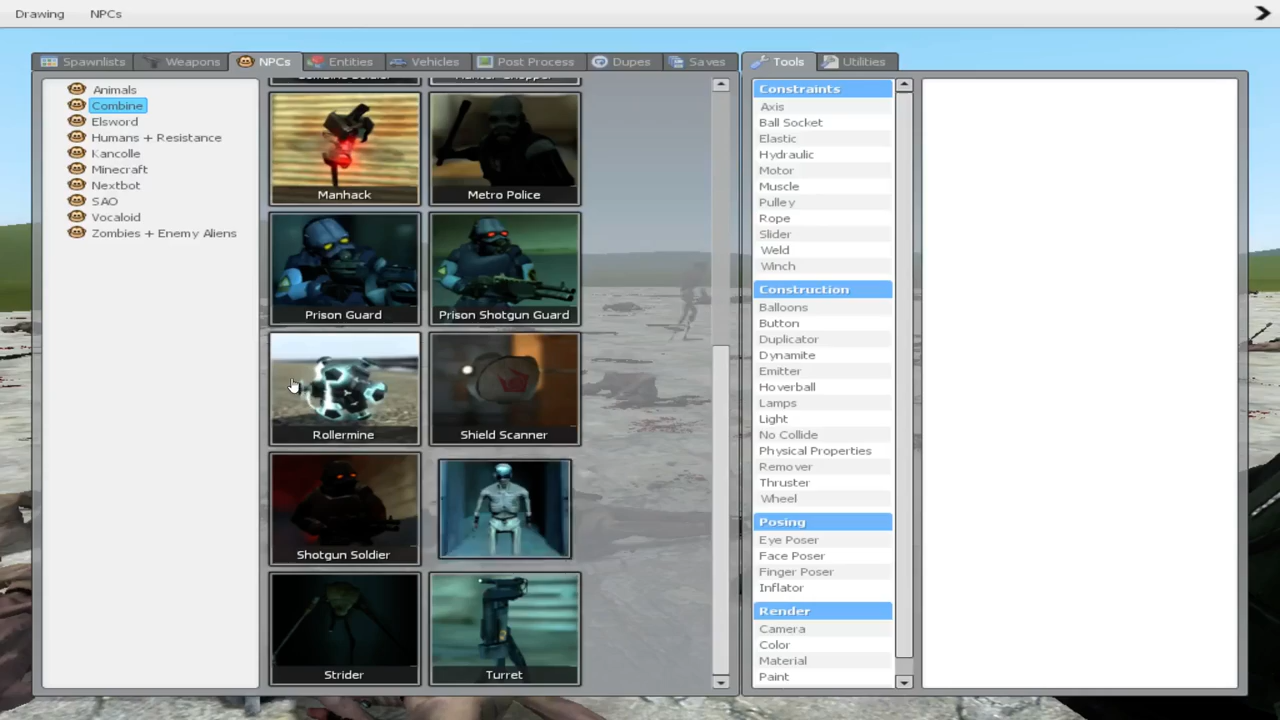 Drawing NPCs
Spawnlists Weapons NPCs Entities Vehicles Post Process Dupes Saves Tools Utilities
Animals
Combine
Elsword
Humans + Resistance
Kancolle
Minecraft
Nextbot
SAO
Vocaloid
Zombies + Enemy Aliens
Combine Soldier Hunter-Chopper
Manhack Metro Police
Prison Guard Prison Shotgun Guard
Rollermine Shield Scanner
Shotgun Soldier
Strider Turret
Constraints
Axis
Ball Socket
Elastic
Hydraulic
Motor
Muscle
Pulley
Rope
Slider
Weld
Winch
Construction
Balloons
Button
Duplicator
Dynamite
Emitter
Hoverball
Lamps
Light
No Collide
Physical Properties
Remover
Thruster
Wheel
Posing
Eye Poser
Face Poser
Finger Poser
Inflator
Render
Camera
Color
Material
Paint